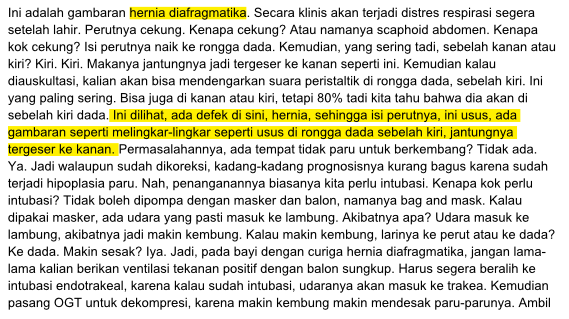 Ini adalah gambaran hernia diafragmatika. Secara klinis akan terjadi distres respirasi segera
setelah lahir. Perutnya cekung. Kenapa cekung? Atau namanya scaphoid abdomen. Kenapa
kok cekung? Isi perutnya naik ke rongga dada. Kemudian, yang sering tadi, sebelah kanan atau
kiri? Kiri. Kiri. Makanya jantungnya jadi tergeser ke kanan seperti ini. Kemudian kalau
diauskultasi, kalian akan bisa mendengarkan suara peristaltik di rongga dada, sebelah kiri. Ini
yang paling sering. Bisa juga di kanan atau kiri, tetapi 80% tadi kita tahu bahwa dia akan di
sebelah kiri dada. Ini dilihat, ada defek di sini, hernia, sehingga isi perutnya, ini usus, ada
gambaran seperti melingkar-lingkar seperti usus di rongga dada sebelah kiri, jantungnya
tergeser ke kanan. Permasalahannya, ada tempat tidak paru untuk berkembang? Tidak ada.
Ya. Jadi walaupun sudah dikoreksi, kadang-kadang prognosisnya kurang bagus karena sudah
terjadi hipoplasia paru. Nah, penanganannya biasanya kita perlu intubasi. Kenapa kok perlu
intubasi? Tidak boleh dipompa dengan masker dan balon, namanya bag and mask. Kalau
dipakai masker, ada udara yang pasti masuk ke lambung. Akibatnya apa? Udara masuk ke
lambung, akibatnya jadi makin kembung. Kalau makin kembung, larinya ke perut atau ke dada?
Ke dada. Makin sesak? Iya. Jadi, pada bayi dengan curiga hernia diafragmatika, jangan lama-
lama kalian berikan ventilasi tekanan positif dengan balon sungkup. Harus segera beralih ke
intubasi endotrakeal, karena kalau sudah intubasi, udaranya akan masuk ke trakea. Kemudian
pasang OGT untuk dekompresi, karena makin kembung makin mendesak paru-parunya. Ambil